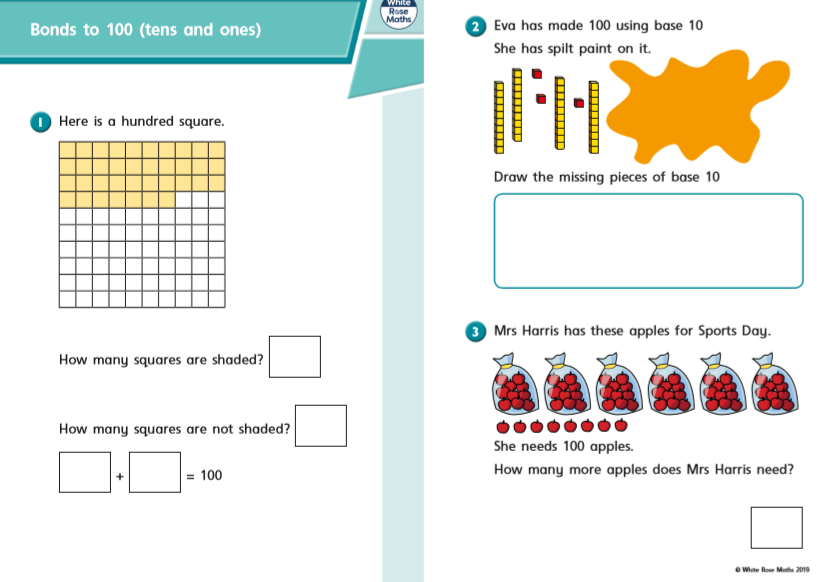 Bonds to 100 (tens and ones)
White
Rose
Maths
1 Here is a hundred square.
How many squares are shaded?
How many squares are not shaded?
+ = 100
2 Eva has made 100 using base 10
She has spilt paint on it.
Draw the missing pieces of base 10
3 Mrs Harris has these apples for Sports Day.
She needs 100 apples.
How many more apples does Mrs Harris need?
© White Rose Maths 2019